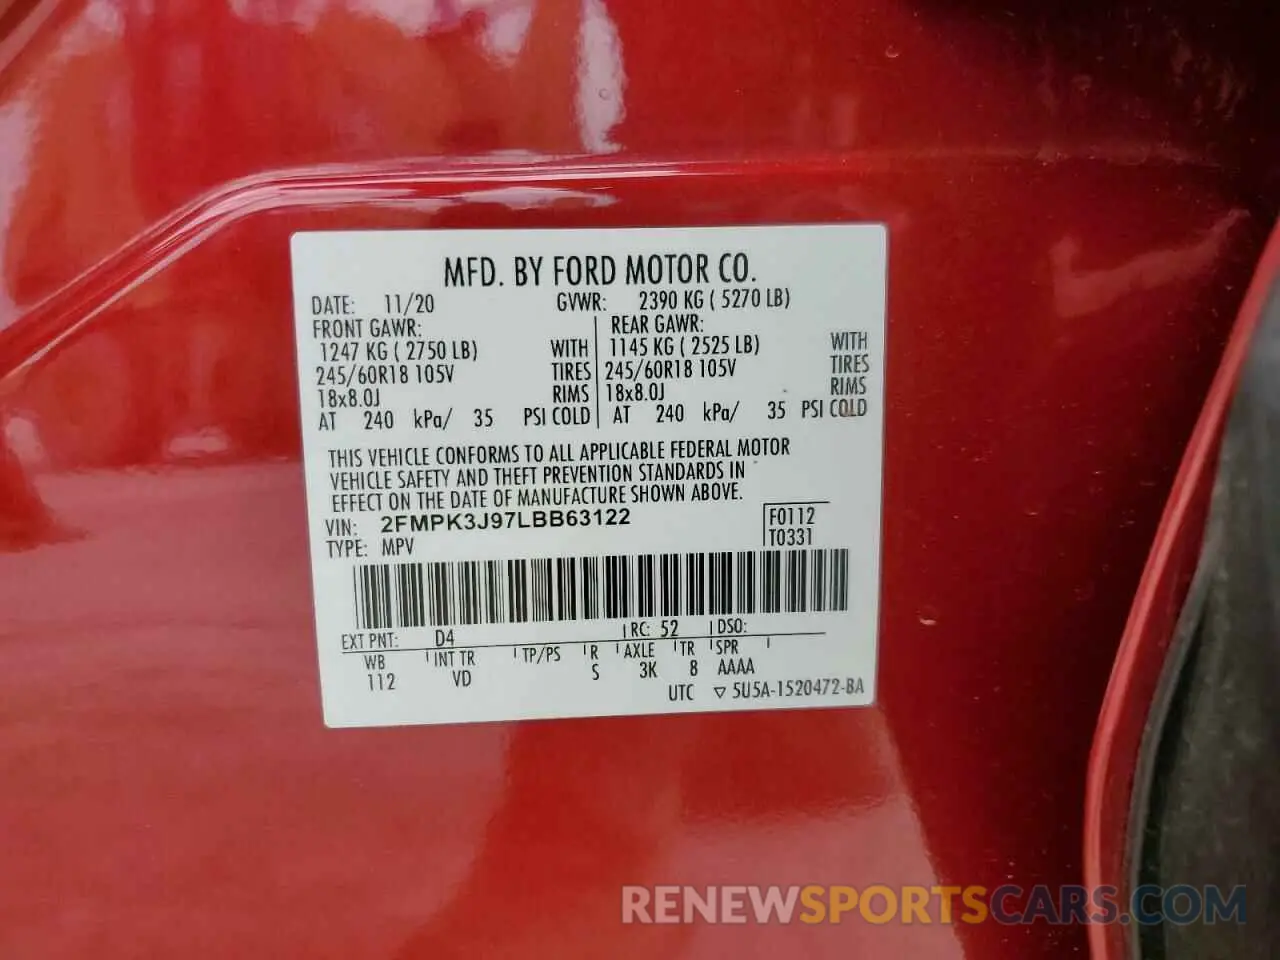 MFD. BY FORD MOTOR CO.
DATE: 11/20 GVWR: 2390 KG ( 5270 LB)
FRONT GAWR: REAR GAWR:
1247 KG ( 2750 LB) WITH 1145 KG ( 2525 LB) WITH
245/60R18 105V TIRES 245/60R18 105V TIRES
18x8.0J RIMS 18x8.0J RIMS
AT 240 kPa/ 35 PSI COLD AT 240 kPa/ 35 PSI COLD
THIS VEHICLE CONFORMS TO ALL APPLICABLE FEDERAL MOTOR
VEHICLE SAFETY AND THEFT PREVENTION STANDARDS IN
EFFECT ON THE DATE OF MANUFACTURE SHOWN ABOVE.
VIN: 2FMPK3J97LBB63122 F0112
TYPE: MPV T0331
EXT PNT: D4 RC: 52 DSO:
WB INT TR TP/PS R AXLE TR SPR
112 VD S 3K 8 AAAA
UTC ▽ 5U5A-1520472-BA
RENEWSPORTSCARS.COM